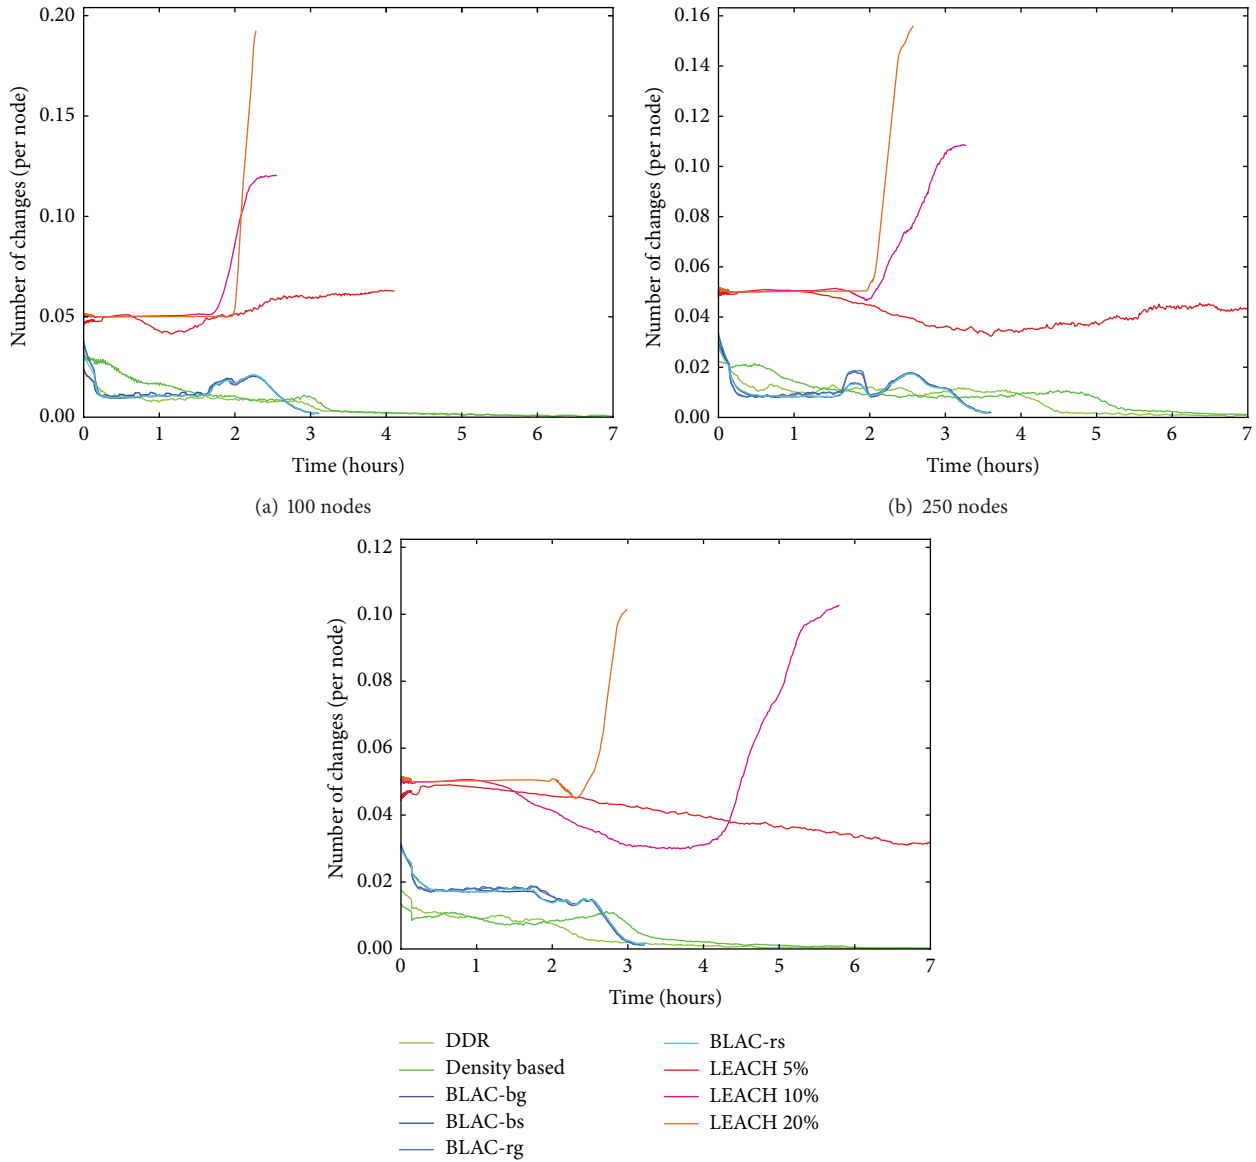 Number of changes (per node)
0.20
0.15
0.10
0.05
0.00
0 1 2 3 4 5 6 7
Time (hours)
(a) 100 nodes
Number of changes (per node)
0.16
0.14
0.12
0.10
0.08
0.06
0.04
0.02
0.00
0 1 2 3 4 5 6 7
Time (hours)
(b) 250 nodes
Number of changes (per node)
0.12
0.10
0.08
0.06
0.04
0.02
0.00
0 1 2 3 4 5 6 7
Time (hours)
DDR
Density based
BLAC-bg
BLAC-bs
BLAC-rg
BLAC-rs
LEACH 5%
LEACH 10%
LEACH 20%